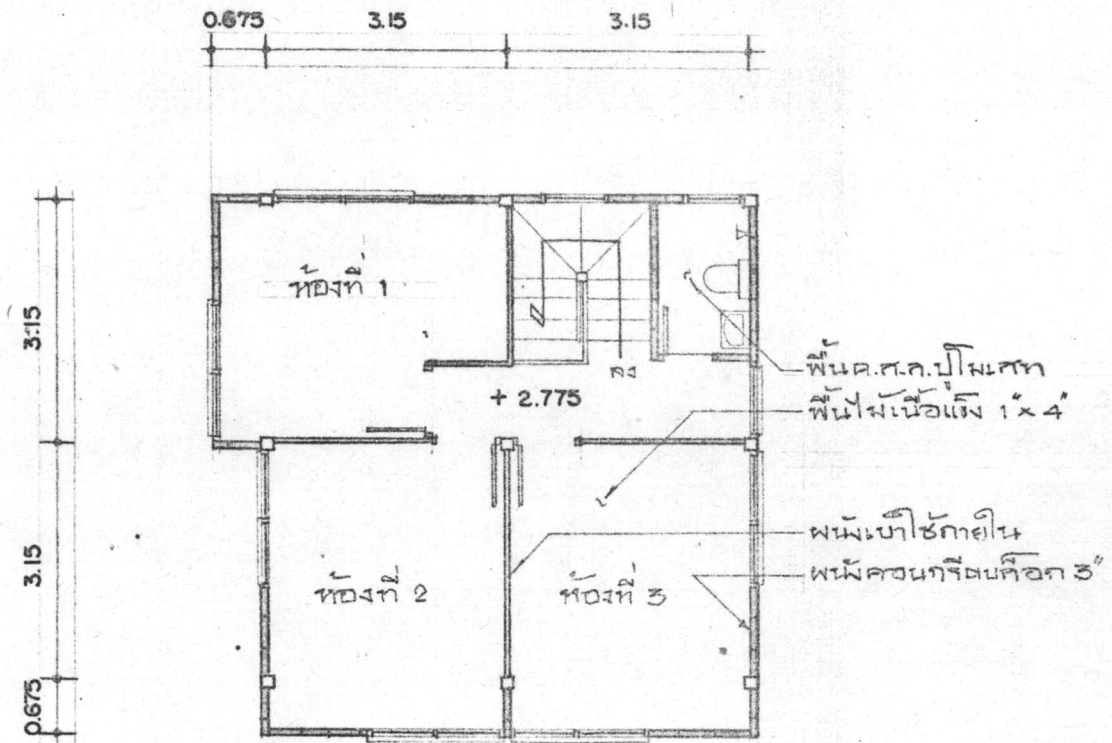 0.675 3.15 3.15
3.15
3.15
0.675
ห้องที่ 1
ลง
+ 2.775
พื้น ค.ส.ล. ปูโมเสท
พื้นไม้เนื้อแข็ง 1" x 4"
ผนังเบาใช้ภายใน
ผนังคอนกรีตบล็อก 3"
ห้องที่ 2
ห้องที่ 3